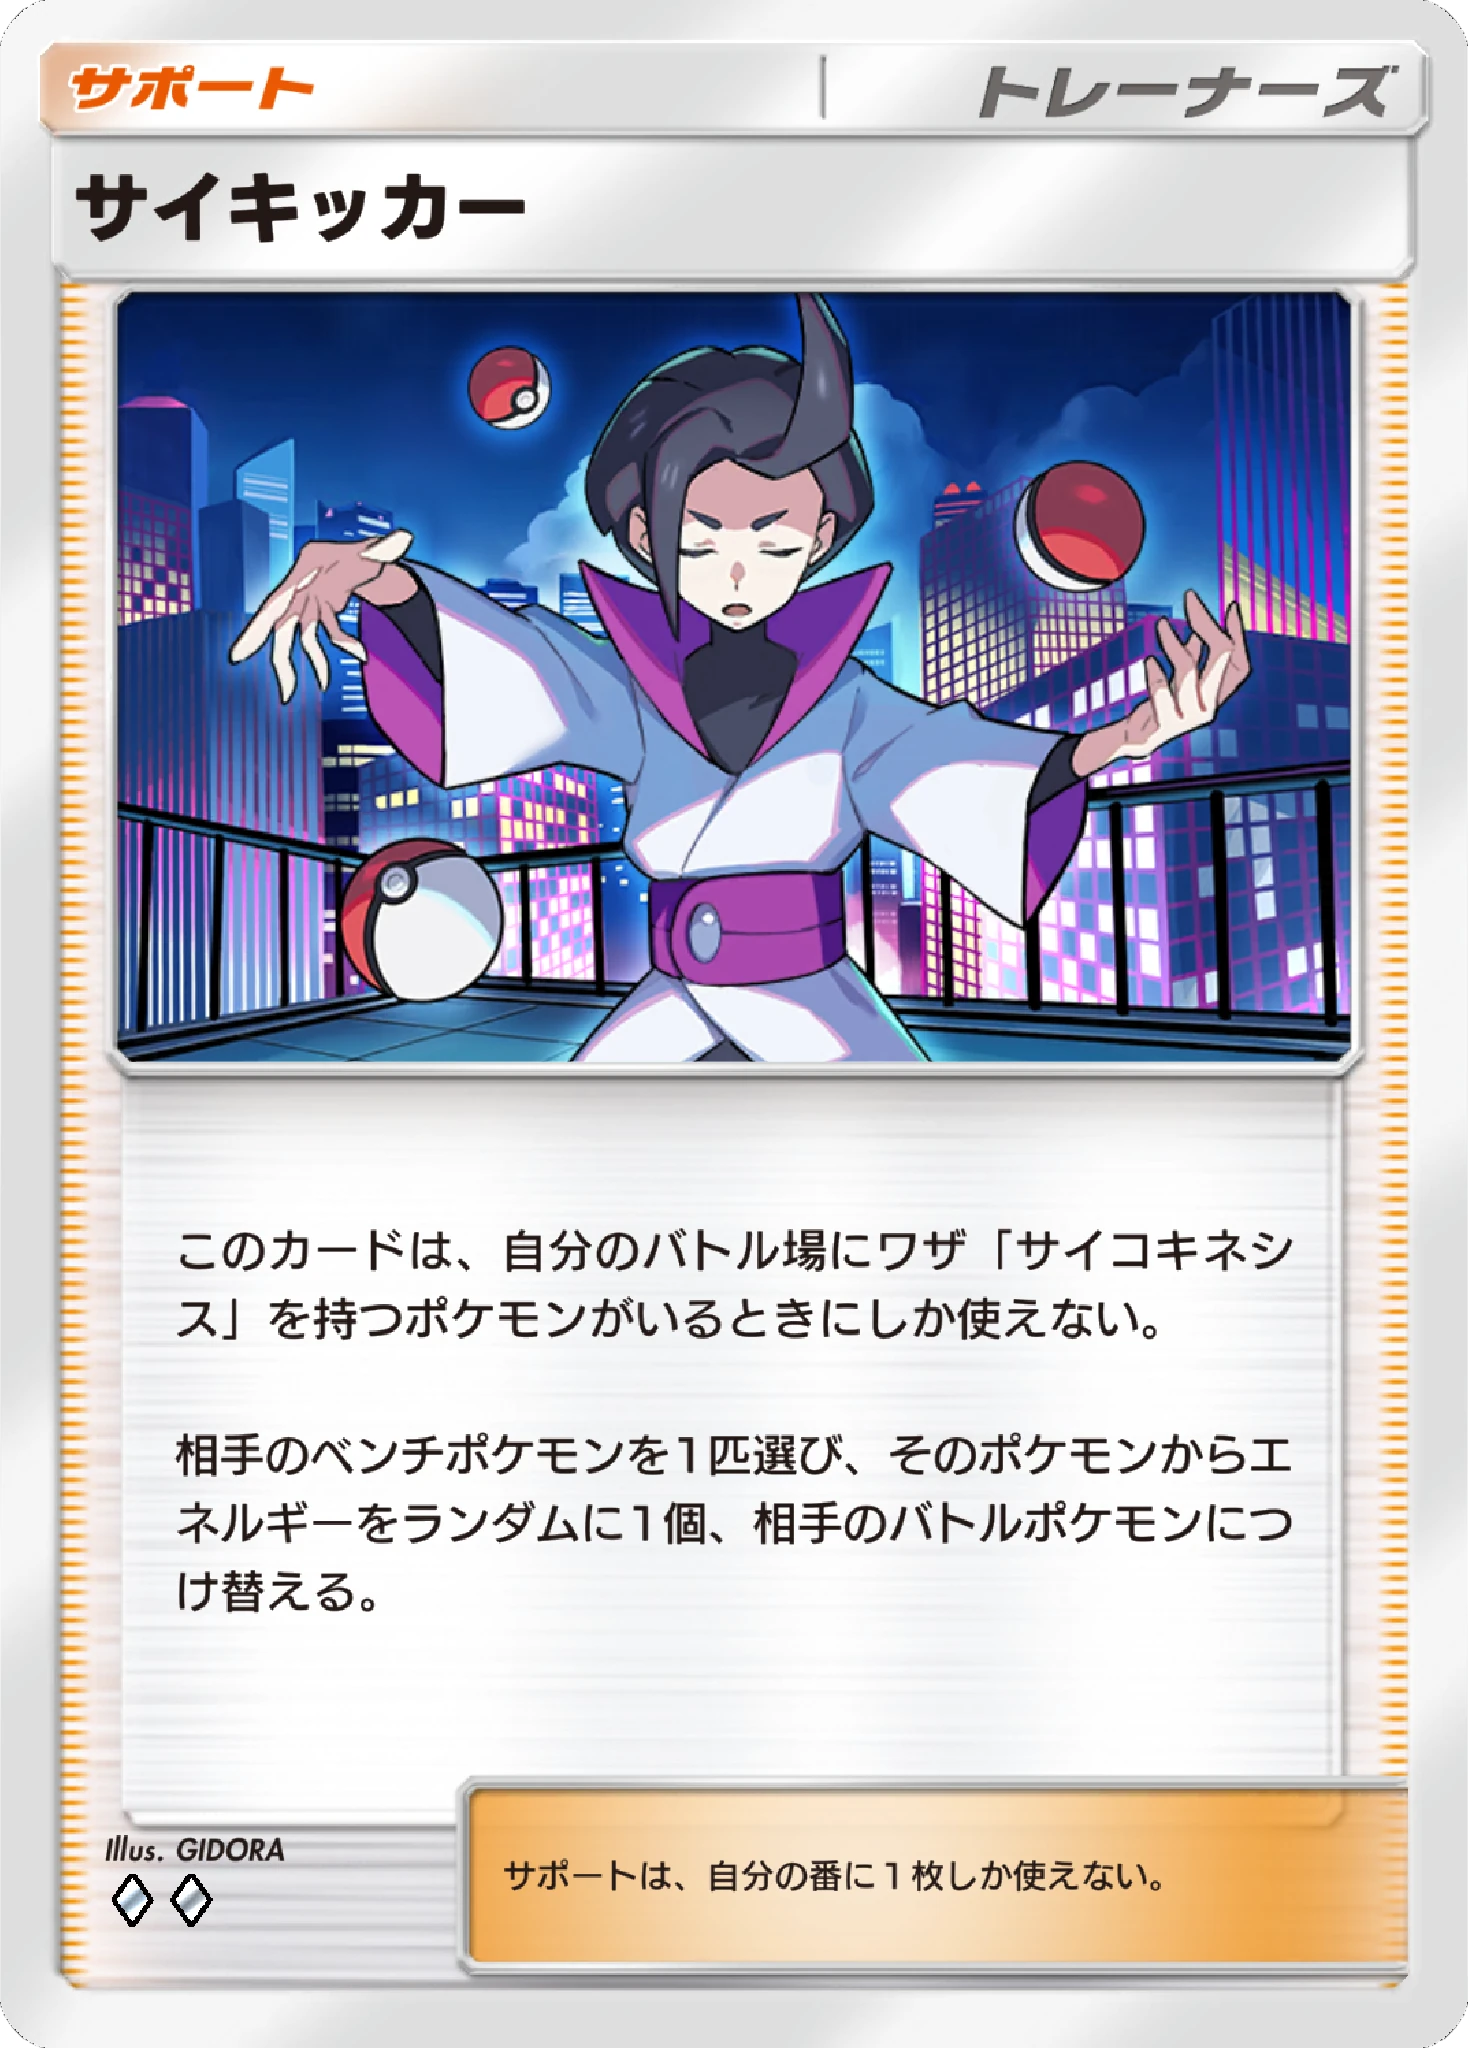 サポート
トレーナーズ
サイキッカー
このカードは、自分のバトル場にワザ「サイコキネシ
ス」を持つポケモンがいるときにしか使えない。
相手のベンチポケモンを1匹選び、そのポケモンからエ
ネルギーをランダムに1個、相手のバトルポケモンにつ
け替える。
Illus. GIDORA
サポートは、自分の番に1枚しか使えない。